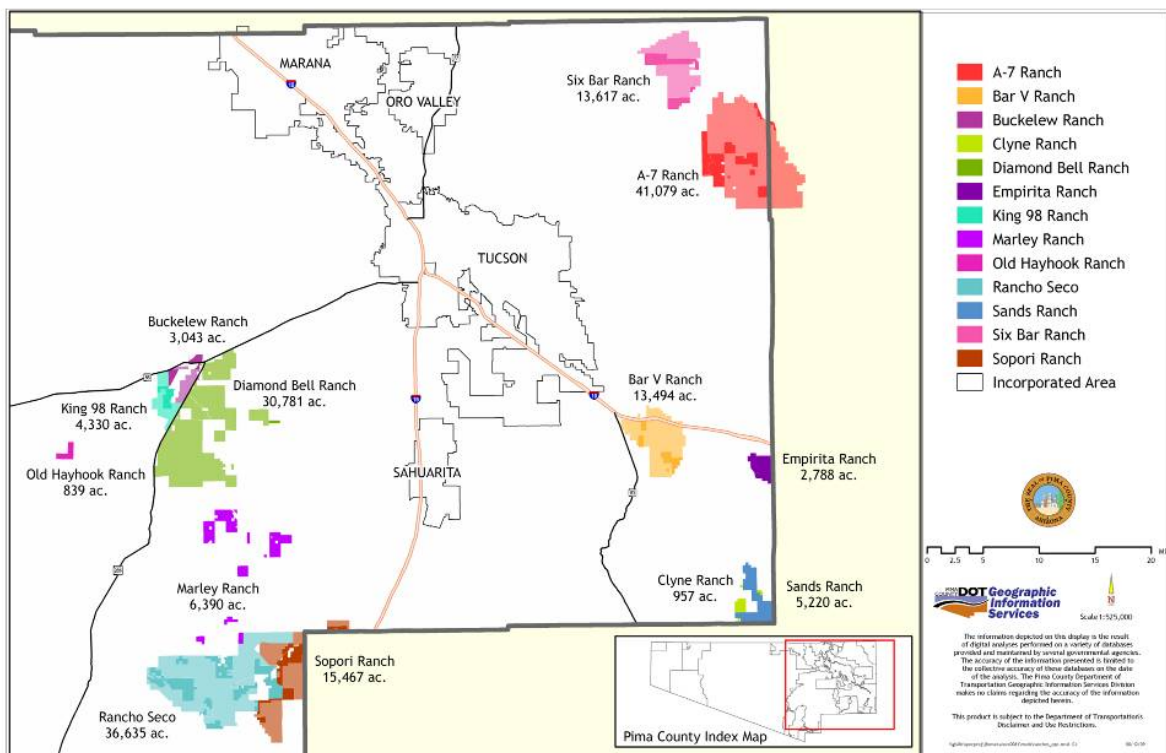 MARANA
ORO VALLEY
Six Bar Ranch
13,617 ac.
A-7 Ranch
41,079 ac.
TUCSON
Buckelew Ranch
3,043 ac.
Diamond Bell Ranch
30,781 ac.
King 98 Ranch
4,330 ac.
Old Hayhook Ranch
839 ac.
Bar V Ranch
13,494 ac.
SAHUARITA
Empirita Ranch
2,788 ac.
Marley Ranch
6,390 ac.
Clyne Ranch
957 ac.
Sands Ranch
5,220 ac.
Sopori Ranch
15,467 ac.
Rancho Seco
36,635 ac.
Pima County Index Map
A-7 Ranch
Bar V Ranch
Buckelew Ranch
Clyne Ranch
Diamond Bell Ranch
Empirita Ranch
King 98 Ranch
Marley Ranch
Old Hayhook Ranch
Rancho Seco
Sands Ranch
Six Bar Ranch
Sopori Ranch
Incorporated Area
THE SEAL OF PIMA COUNTY
ARIZONA
0 2.5 5 10 15 20
PIMA COUNTY DOT Geographic
Information
Services
N
Scale 1:525,000
The information depicted on this display is the result
of digital analyses performed on a variety of databases
provided and maintained by several governmental agencies.
The accuracy of the information presented is limited to
the collective accuracy of these databases on the date
of the analysis. The Pima County Department of
Transportation Geographic Information Services Division
makes no claims regarding the accuracy of the information
depicted herein.
This product is subject to the Department of Transportation's
Disclaimer and Use Restrictions.